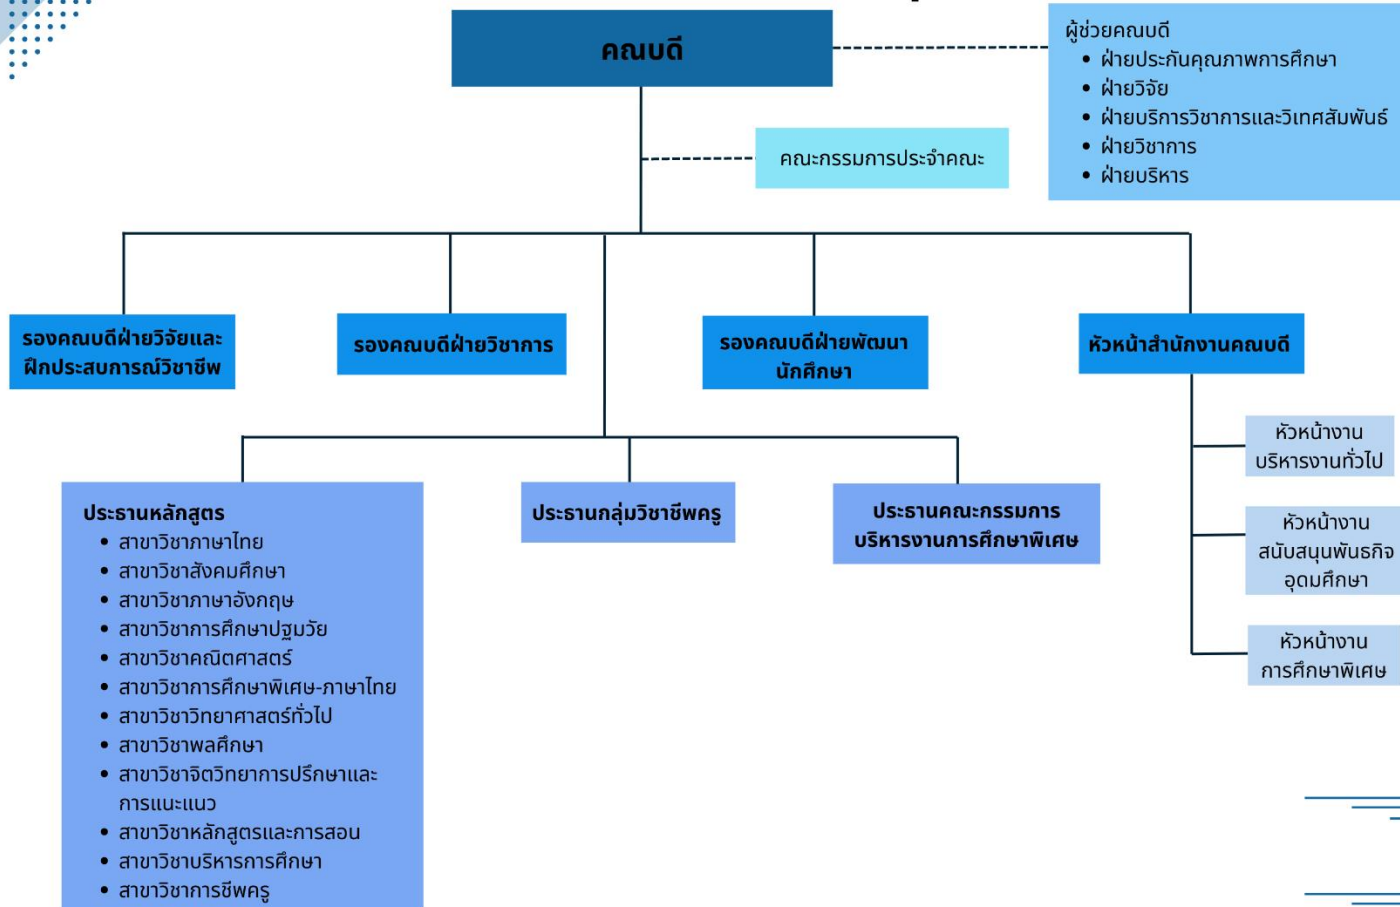 คณบดี
ผู้ช่วยคณบดี
• ฝ่ายประกันคุณภาพการศึกษา
• ฝ่ายวิจัย
• ฝ่ายบริการวิชาการและวิเทศสัมพันธ์
• ฝ่ายวิชาการ
• ฝ่ายบริหาร
คณะกรรมการประจำคณะ
รองคณบดีฝ่ายวิจัยและ
ฝึกประสบการณ์วิชาชีพ
รองคณบดีฝ่ายวิชาการ
รองคณบดีฝ่ายพัฒนา
นักศึกษา
หัวหน้าสำนักงานคณบดี
หัวหน้างาน
บริหารงานทั่วไป
หัวหน้างาน
สนับสนุนพันธกิจ
อุดมศึกษา
หัวหน้างาน
การศึกษาพิเศษ
ประธานหลักสูตร
• สาขาวิชาภาษาไทย
• สาขาวิชาสังคมศึกษา
• สาขาวิชาภาษาอังกฤษ
• สาขาวิชาการศึกษาปฐมวัย
• สาขาวิชาคณิตศาสตร์
• สาขาวิชาการศึกษาพิเศษ-ภาษาไทย
• สาขาวิชาวิทยาศาสตร์ทั่วไป
• สาขาวิชาพลศึกษา
• สาขาวิชาจิตวิทยาการปรึกษาและ
การแนะแนว
• สาขาวิชาหลักสูตรและการสอน
• สาขาวิชาบริหารการศึกษา
• สาขาวิชาการชีพครู
ประธานกลุ่มวิชาชีพครู
ประธานคณะกรรมการ
บริหารงานการศึกษาพิเศษ